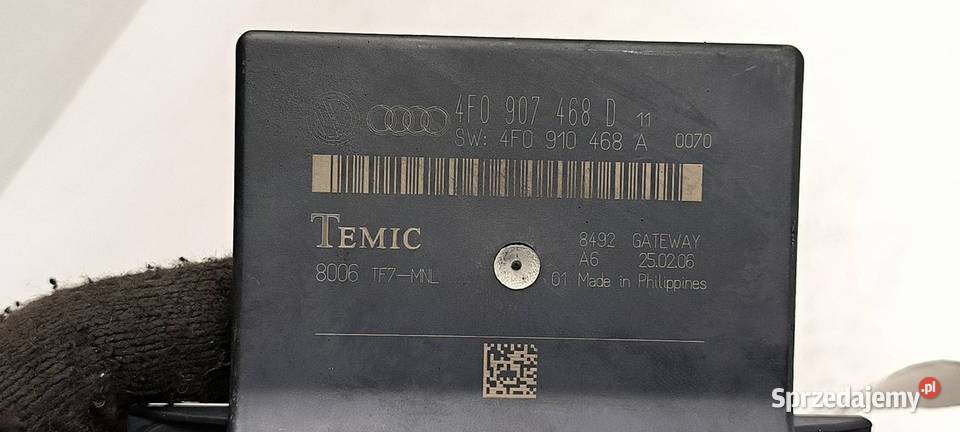 4F0 907 468 D 11
SW: 4F0 910 468 A 0070
TEMIC
8492 GATEWAY
A6 25.02.06
8006 TF7-MNL
01 Made in Philippines
Sprzedajemy.pl